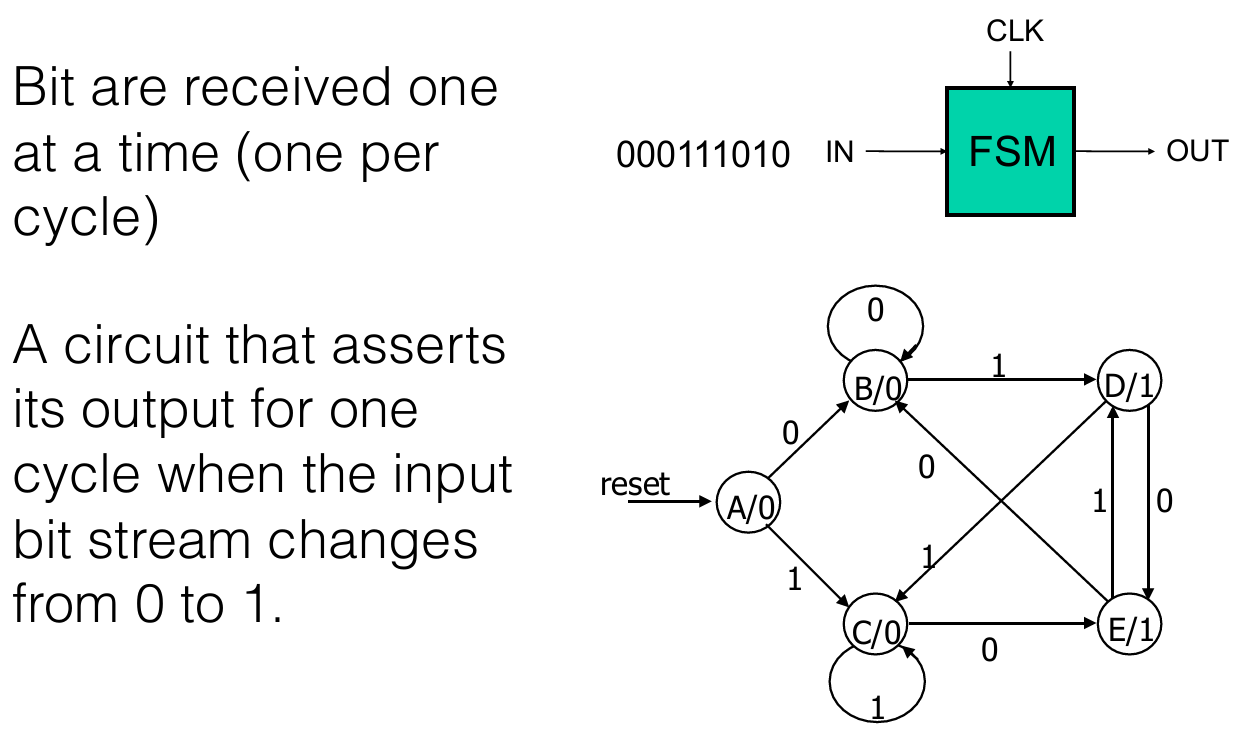 Bit are received one
at a time (one per
cycle)
A circuit that asserts
its output for one
cycle when the input
bit stream changes
from 0 to 1.
CLK
000111010 IN FSM OUT
0
B/0 1 D/1
0
0
reset A/0 1 0
1 1
C/0 0 E/1
1